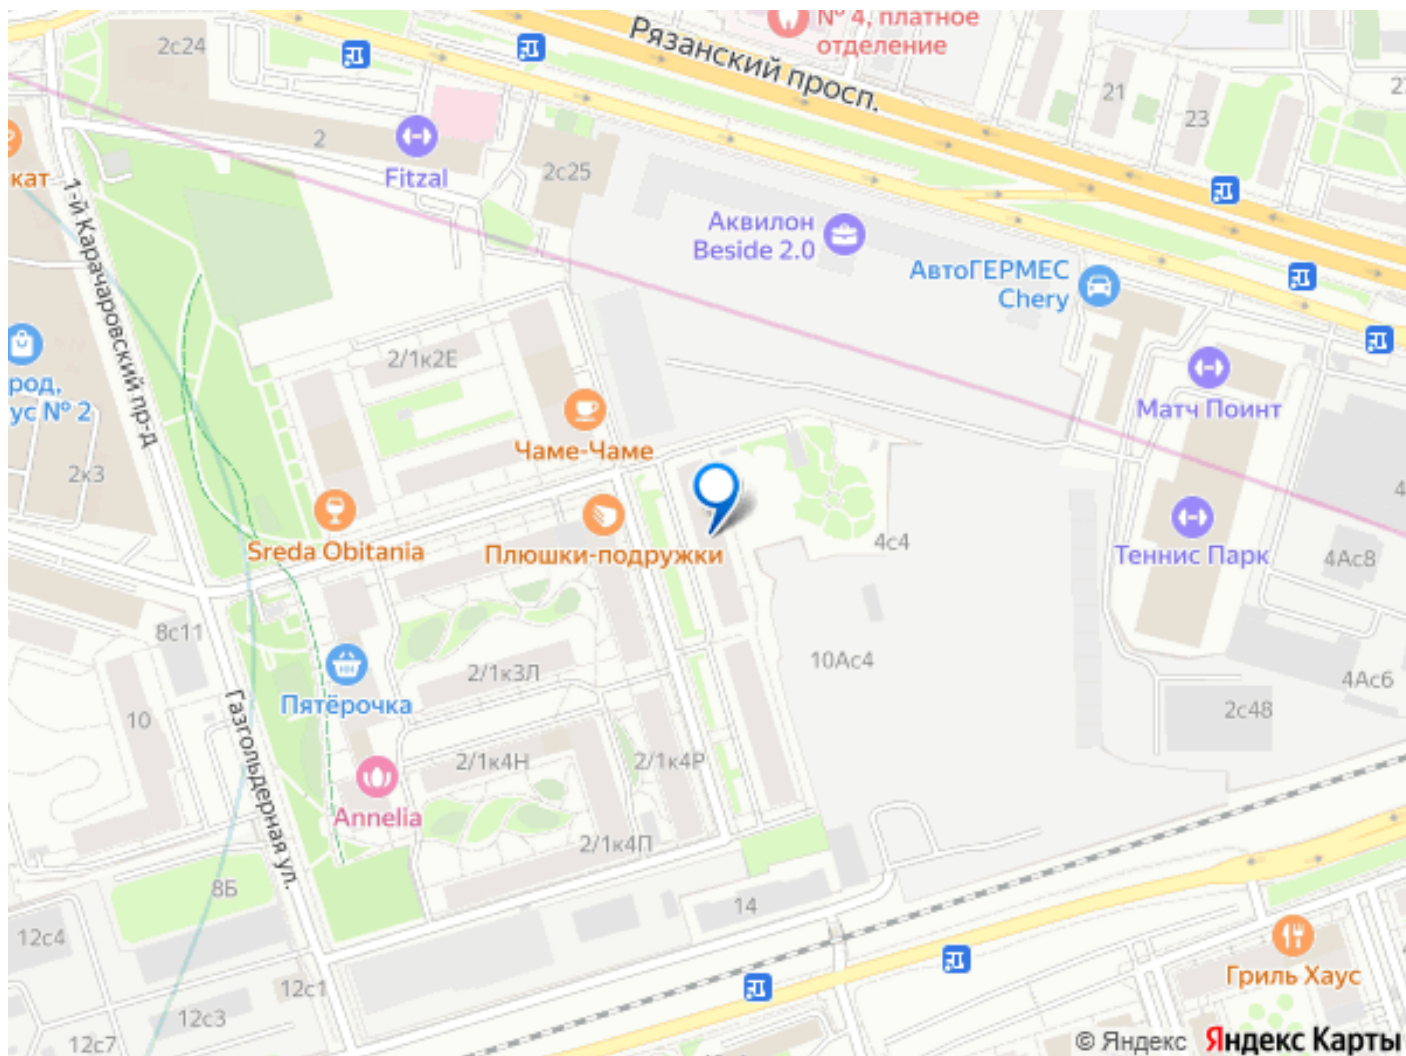 2с24
№ 4, платное
отделение
Рязанский просп.
21
23
2
Fitzal
2с25
кат
1-й Карачаровский пр-д
Аквилон
Beside 2.0
АвтоГЕРМЕС
Chery
2/1к2Е
род,
ус № 2
Матч Поинт
Чаме-Чаме
2к3
Sreda Obitania
Плюшки-подружки
4с4
Теннис Парк
4Ас8
8с11
10Ас4
2/1к3Л
4Ас6
Пятёрочка
2с48
10
Газгольдерная ул.
2/1к4Н
2/1к4Р
Annelia
2/1к4П
8Б
14
12с4
Гриль Хаус
12с1
12с3
12с7
© Яндекс Яндекс Карты